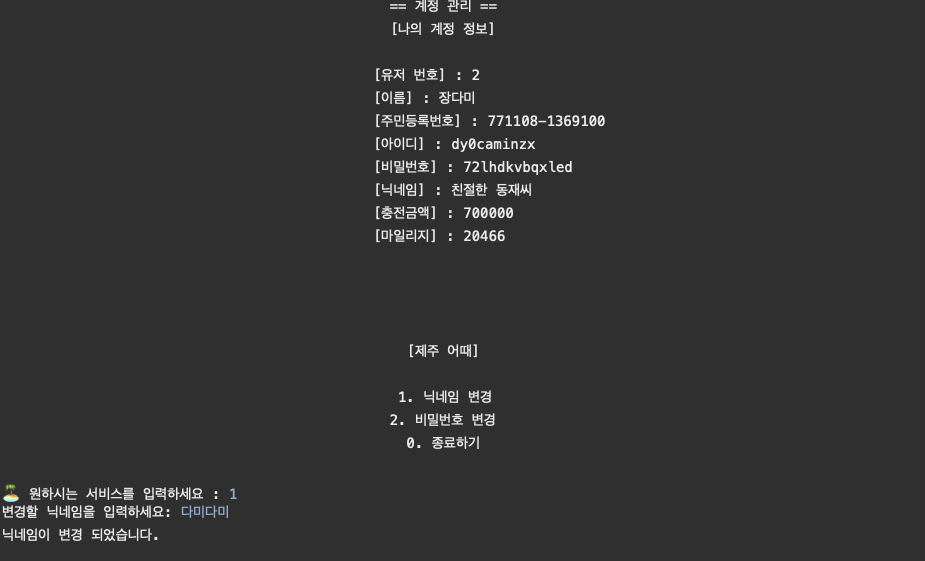 == 계정 관리 ==
[나의 계정 정보]
[유저 번호] : 2
[이름] : 장다미
[주민등록번호] : 771108-1369100
[아이디] : dy0caminzx
[비밀번호] : 72lhdkvbqxled
[닉네임] : 친절한 동재씨
[충전금액] : 700000
[마일리지] : 20466
[제주 어때]
1. 닉네임 변경
2. 비밀번호 변경
0. 종료하기
🏝️ 원하시는 서비스를 입력하세요 : 1
변경할 닉네임을 입력하세요: 다미다미
닉네임이 변경 되었습니다.